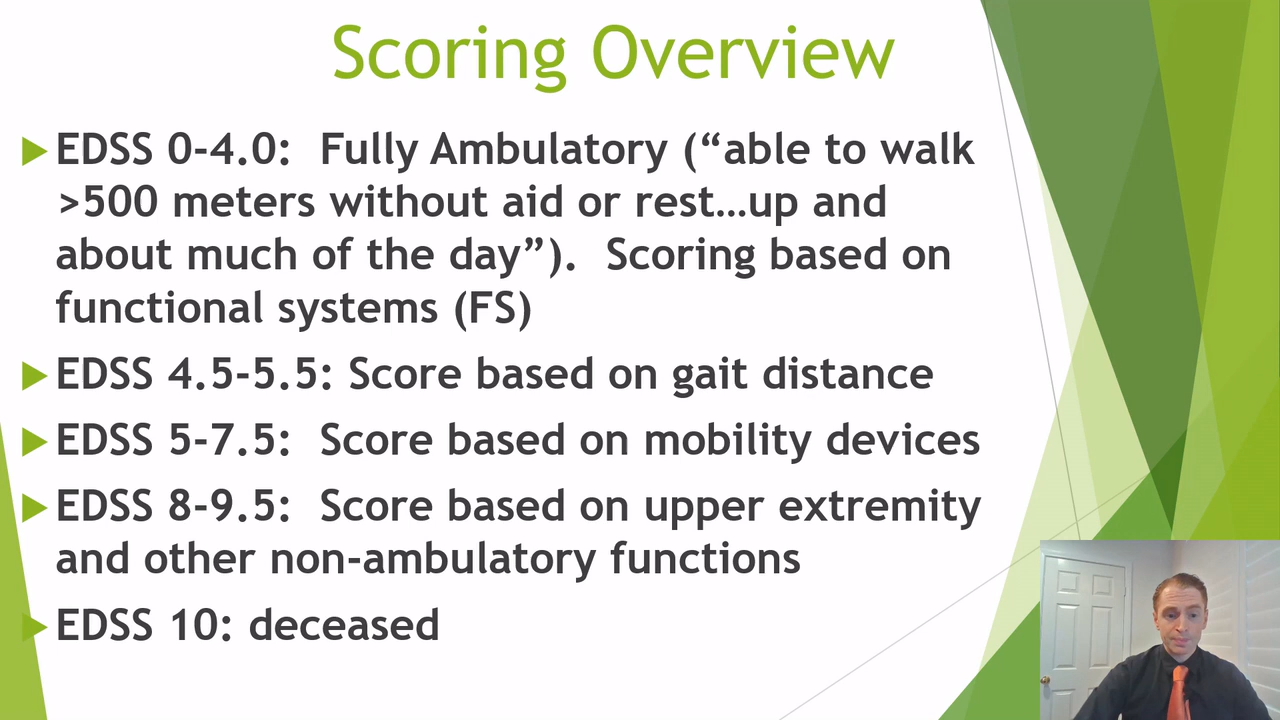 Scoring Overview
EDSS 0-4.0:  Fully Ambulatory (“able to walk
>500 meters without aid or rest…up and
about much of the day”).  Scoring based on
functional systems (FS)
EDSS 4.5-5.5: Score based on gait distance
EDSS 5-7.5:  Score based on mobility devices
EDSS 8-9.5:  Score based on upper extremity
and other non-ambulatory functions
EDSS 10: deceased